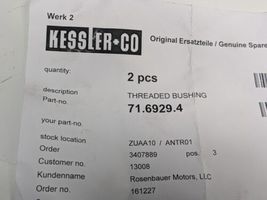 Werk 2
KESSLER+CO
Original Ersatzteile / Genuine Spare
quantity: 2 pcs
description THREADED BUSHING
Part-no. 71.6929.4
your part-no.
stock location ZUAA10 / ANTR01
Order 3407889 pos. 3
Customer no. 13008
Kundenname Rosenbauer Motors, LLC
Order no. 161227